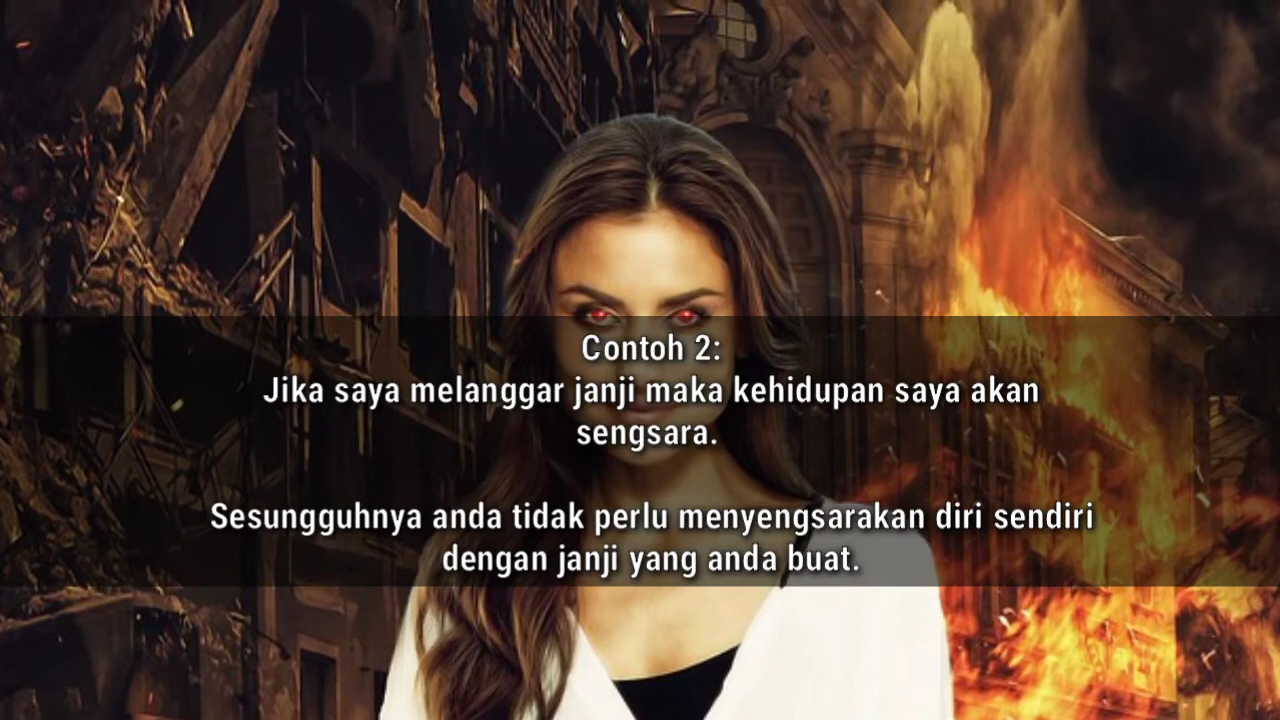 Contoh 2:
Jika saya melanggar janji maka kehidupan saya akan
sengsara.
Sesungguhnya anda tidak perlu menyengsarakan diri sendiri
dengan janji yang anda buat.